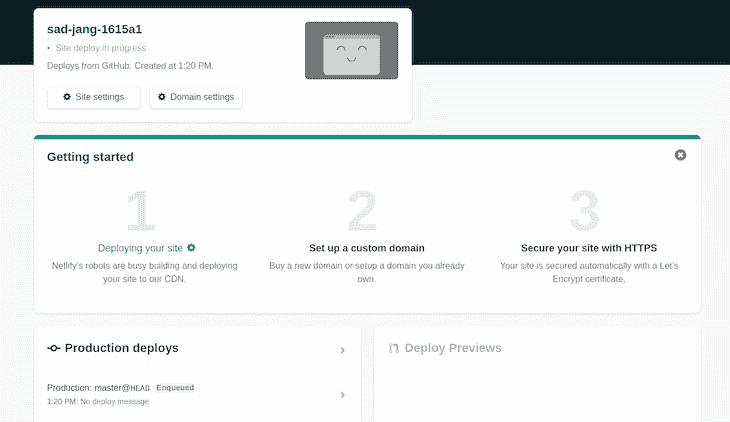 sad-jang-1615a1
• Site deploy in progress
Deploys from GitHub. Created at 1:20 PM.
Site settings
Domain settings
Getting started
1
Deploying your site
Netlify's robots are busy building and deploying
your site to our CDN.
2
Set up a custom domain
Buy a new domain or setup a domain you already
own.
3
Secure your site with HTTPS
Your site is secured automatically with a Let's
Encrypt certificate.
Production deploys
Production: master@HEAD Enqueued
1:20 PM: No deploy message
Deploy Previews